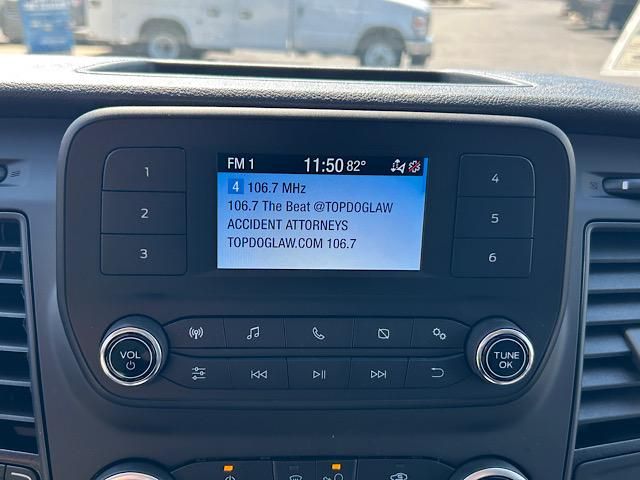 FM 1 11:50 82°
4 106.7 MHz
106.7 The Beat @TOPDOGLAW
ACCIDENT ATTORNEYS
TOPDOGLAW.COM 106.7
1
2
3
4
5
6
VOL
TUNE
OK